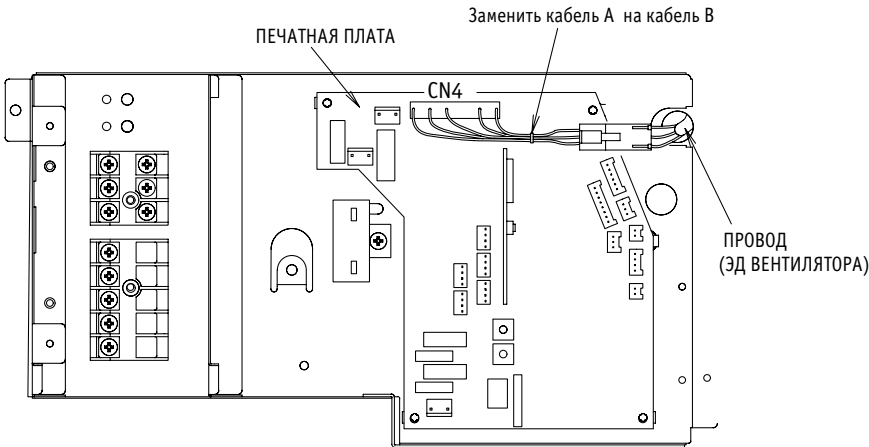 Заменить кабель A на кабель B
ПЕЧАТНАЯ ПЛАТА
CN4
ПРОВОД
(ЭД ВЕНТИЛЯТОРА)